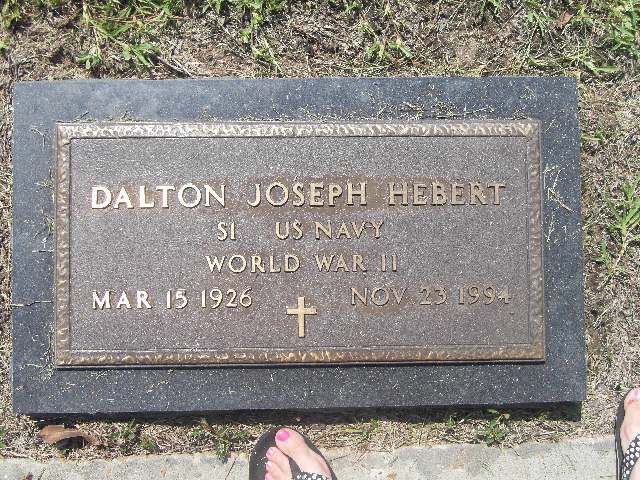 DALTON JOSEPH HEBERT
S1 US NAVY
WORLD WAR II
MAR 15 1926 NOV 23 1994